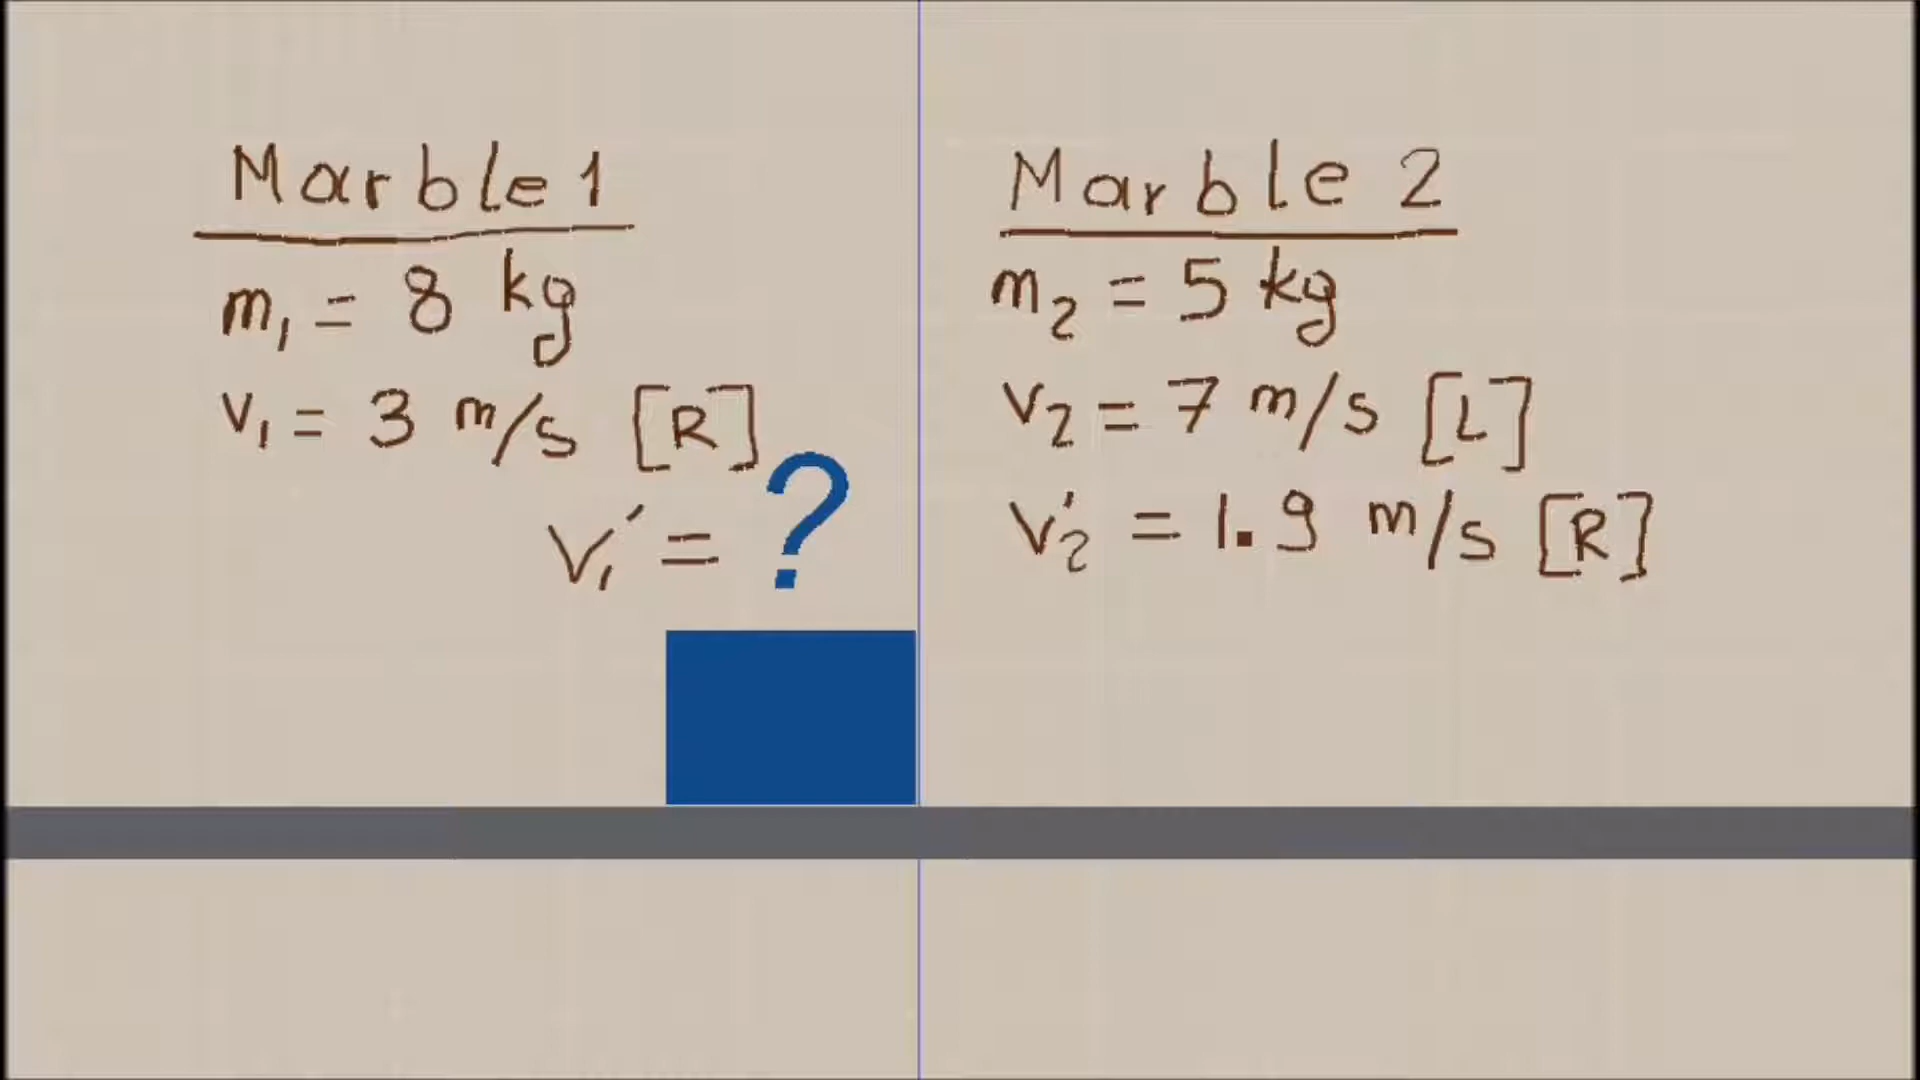 Marble 1
m₁ = 8 kg
v₁ = 3 m/s [R]
v₁′ = ?
Marble 2
m₂ = 5 kg
v₂ = 7 m/s [L]
v₂′ = 1.9 m/s [R]